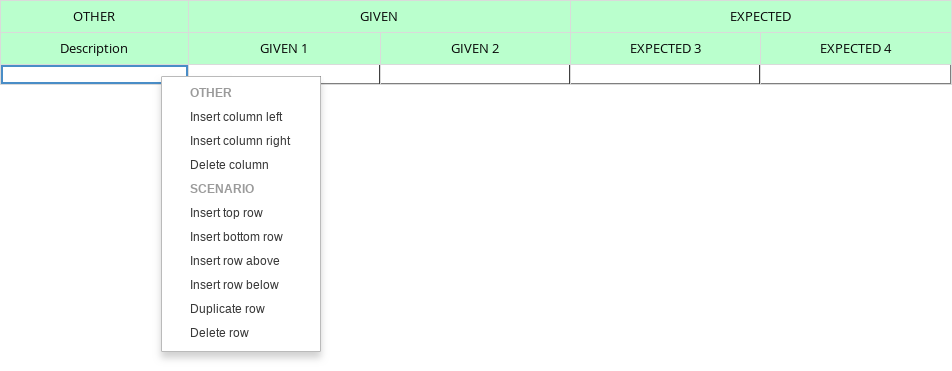 OTHER GIVEN EXPECTED
Description GIVEN 1 GIVEN 2 EXPECTED 3 EXPECTED 4
OTHER
Insert column left
Insert column right
Delete column
SCENARIO
Insert top row
Insert bottom row
Insert row above
Insert row below
Duplicate row
Delete row